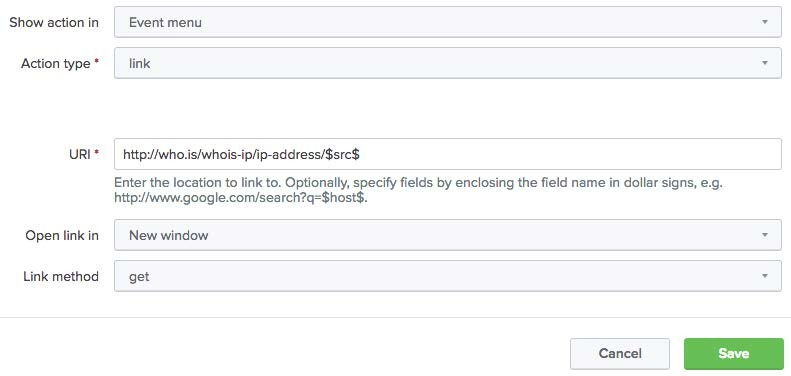 Show action in Event menu
Action type * link
URI * http://who.is/whois-ip/ip-address/$src$
Enter the location to link to. Optionally, specify fields by enclosing the field name in dollar signs, e.g.
http://www.google.com/search?q=$host$.
Open link in New window
Link method get
Cancel Save